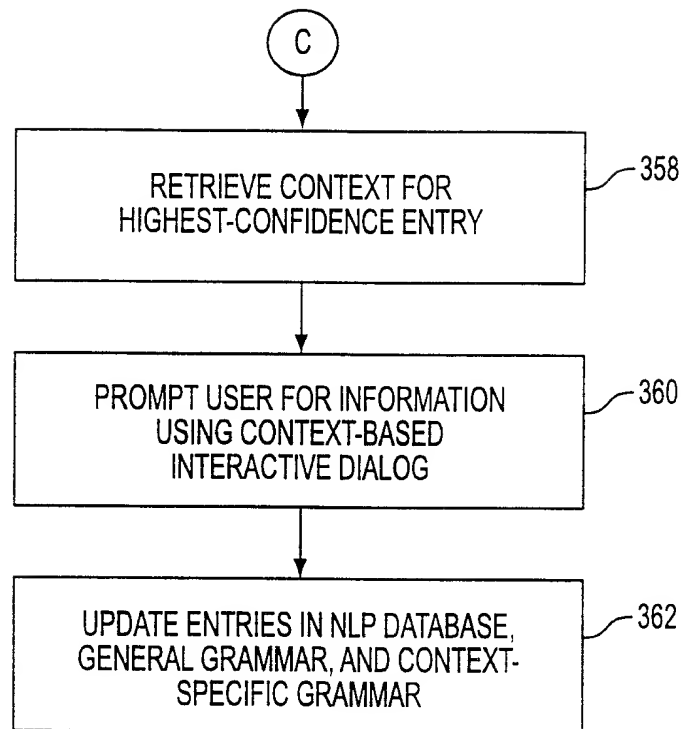 C
RETRIEVE CONTEXT FOR
HIGHEST-CONFIDENCE ENTRY
358
PROMPT USER FOR INFORMATION
USING CONTEXT-BASED
INTERACTIVE DIALOG
360
UPDATE ENTRIES IN NLP DATABASE,
GENERAL GRAMMAR, AND CONTEXT-
SPECIFIC GRAMMAR
362